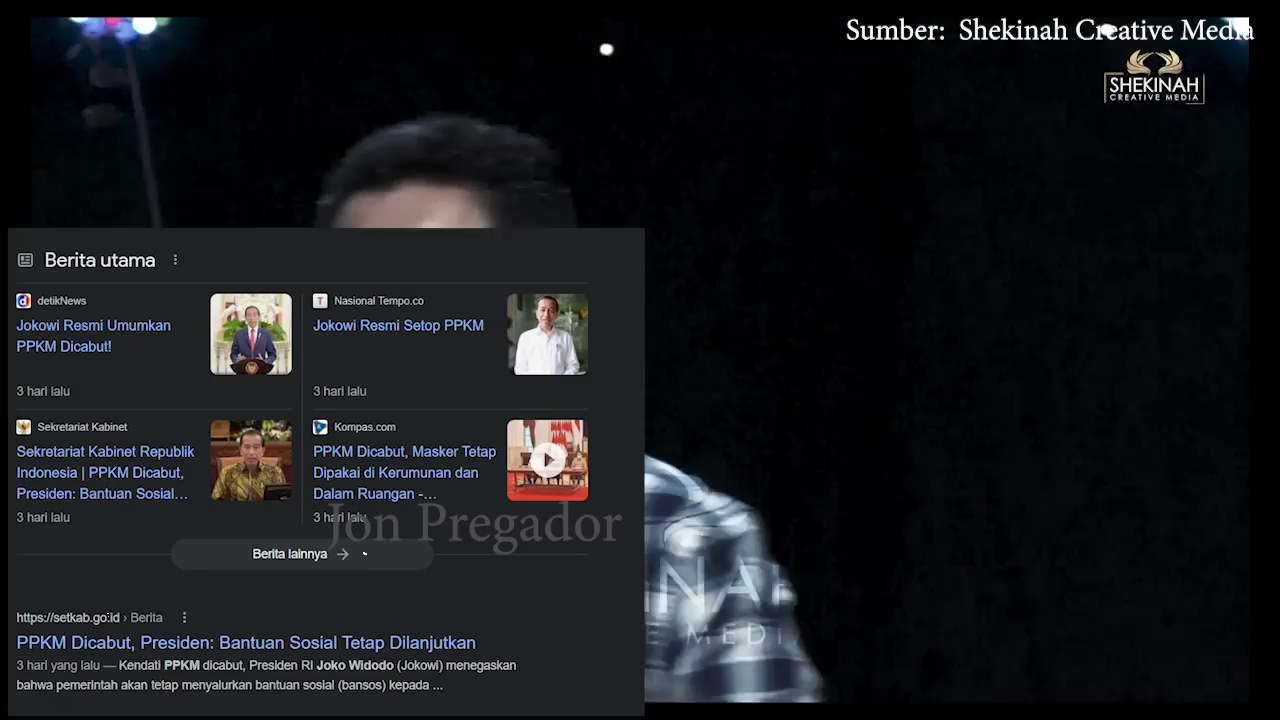 Sumber: Shekinah Creative Media
SHEKINAH
CREATIVE MEDIA
Berita utama
detikNews
Jokowi Resmi Umumkan
PPKM Dicabut!
3 hari lalu
Nasional Tempo.co
Jokowi Resmi Setop PPKM
3 hari lalu
Sekretariat Kabinet
Sekretariat Kabinet Republik
Indonesia | PPKM Dicabut,
Presiden: Bantuan Sosial...
3 hari lalu
Kompas.com
PPKM Dicabut, Masker Tetap
Dipakai di Kerumunan dan
Dalam Ruangan -...
3 hari lalu
Jon Pregador
Berita lainnya →
https://setkab.go.id › Berita
PPKM Dicabut, Presiden: Bantuan Sosial Tetap Dilanjutkan
3 hari yang lalu — Kendati PPKM dicabut, Presiden RI Joko Widodo (Jokowi) menegaskan
bahwa pemerintah akan tetap menyalurkan bantuan sosial (bansos) kepada ...